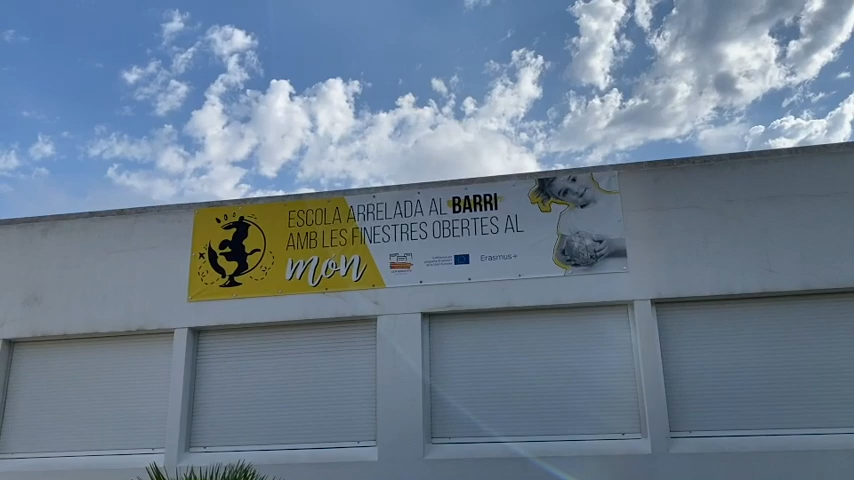 ESCOLA ARRELADA AL BARRI
AMB LES FINESTRES OBERTES AL
món
Erasmus+